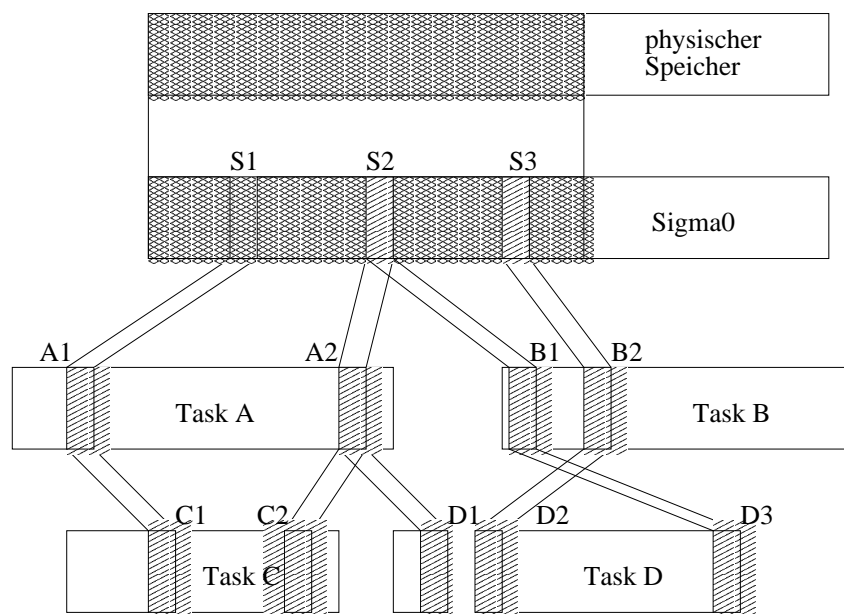 physischer
Speicher
S1 S2 S3
Sigma0
A1 A2 B1 B2
Task A Task B
C1 C2 D1 D2 D3
Task C Task D